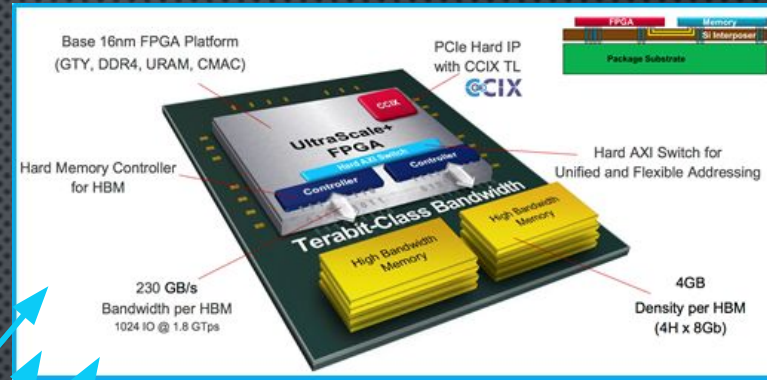 FPGA
Memory
Si Interposer
Package Substrate
Base 16nm FPGA Platform
(GTY, DDR4, URAM, CMAC)
PCIe Hard IP
with CCIX TL
CCIX
CCIX
UltraScale+
FPGA
Hard AXI Switch
Controller
Controller
Hard Memory Controller
for HBM
Hard AXI Switch for
Unified and Flexible Addressing
Terabit-Class Bandwidth
High Bandwidth
Memory
High Bandwidth
Memory
230 GB/s
Bandwidth per HBM
1024 IO @ 1.8 GTps
4GB
Density per HBM
(4H x 8Gb)